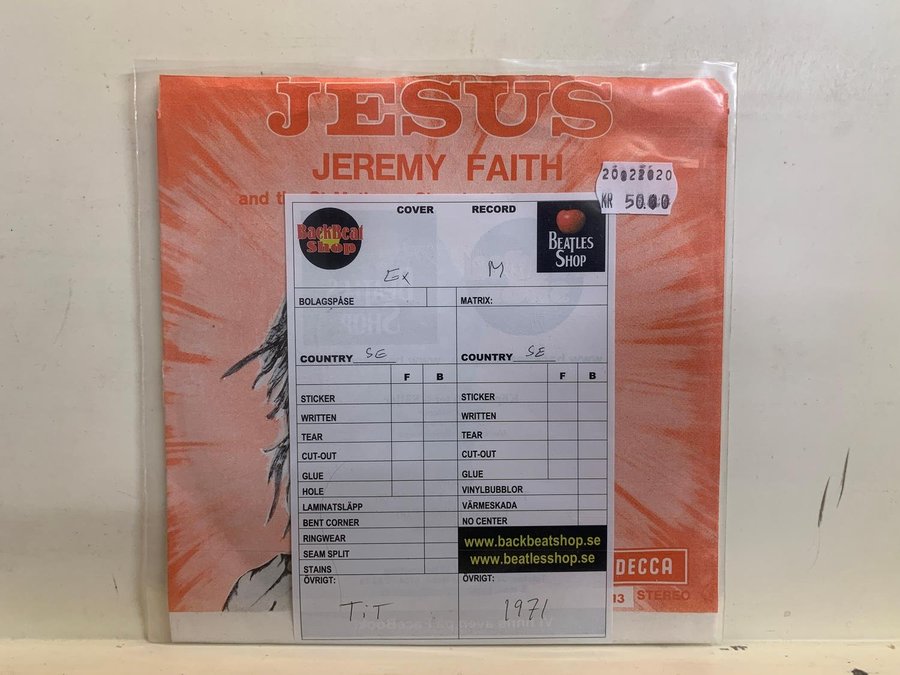 JESUS
JEREMY FAITH
and
20022020
KR 50.00
BackBeat Shop
COVER
RECORD
BEATLES
SHOP
Ex
M
BOLAGSPÅSE
MATRIX:
COUNTRY SE
COUNTRY SE
F B
F B
STICKER
STICKER
WRITTEN
WRITTEN
TEAR
TEAR
CUT-OUT
CUT-OUT
GLUE
GLUE
HOLE
VINYLBUBBLOR
LAMINATSLÄPP
VÄRMESKADA
BENT CORNER
NO CENTER
RINGWEAR
www.backbeatshop.se
SEAM SPLIT
www.beatlesshop.se
STAINS
ÖVRIGT:
ÖVRIGT:
TiT
1971
DECCA
13 STEREO